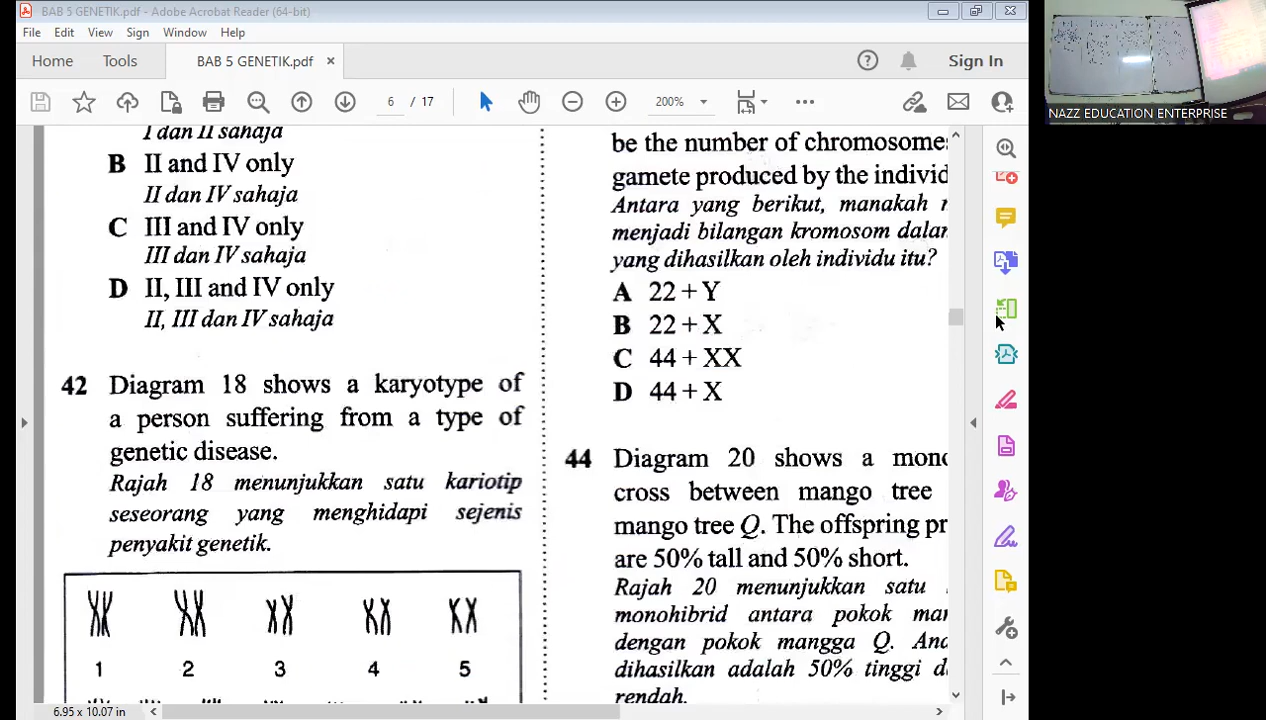 BAB 5 GENETIK.pdf - Adobe Acrobat Reader (64-bit)
File Edit View Sign Window Help
Home Tools BAB 5 GENETIK.pdf × Sign In
6 / 17 200%
NAZZ EDUCATION ENTERPRISE
I dan II sahaja
B II and IV only
II dan IV sahaja
C III and IV only
III dan IV sahaja
D II, III and IV only
II, III dan IV sahaja
42 Diagram 18 shows a karyotype of
a person suffering from a type of
genetic disease.
Rajah 18 menunjukkan satu kariotip
seseorang yang menghidapi sejenis
penyakit genetik.
1 2 3 4 5
be the number of chromosomes
gamete produced by the individ
Antara yang berikut, manakah
menjadi bilangan kromosom dalan
yang dihasilkan oleh individu itu?
A 22 + Y
B 22 + X
C 44 + XX
D 44 + X
44 Diagram 20 shows a mono
cross between mango tree
mango tree Q. The offspring pr
are 50% tall and 50% short.
Rajah 20 menunjukkan satu
monohibrid antara pokok man
dengan pokok mangga Q. Ana
dihasilkan adalah 50% tinggi d
rendah.
6.95 x 10.07 in